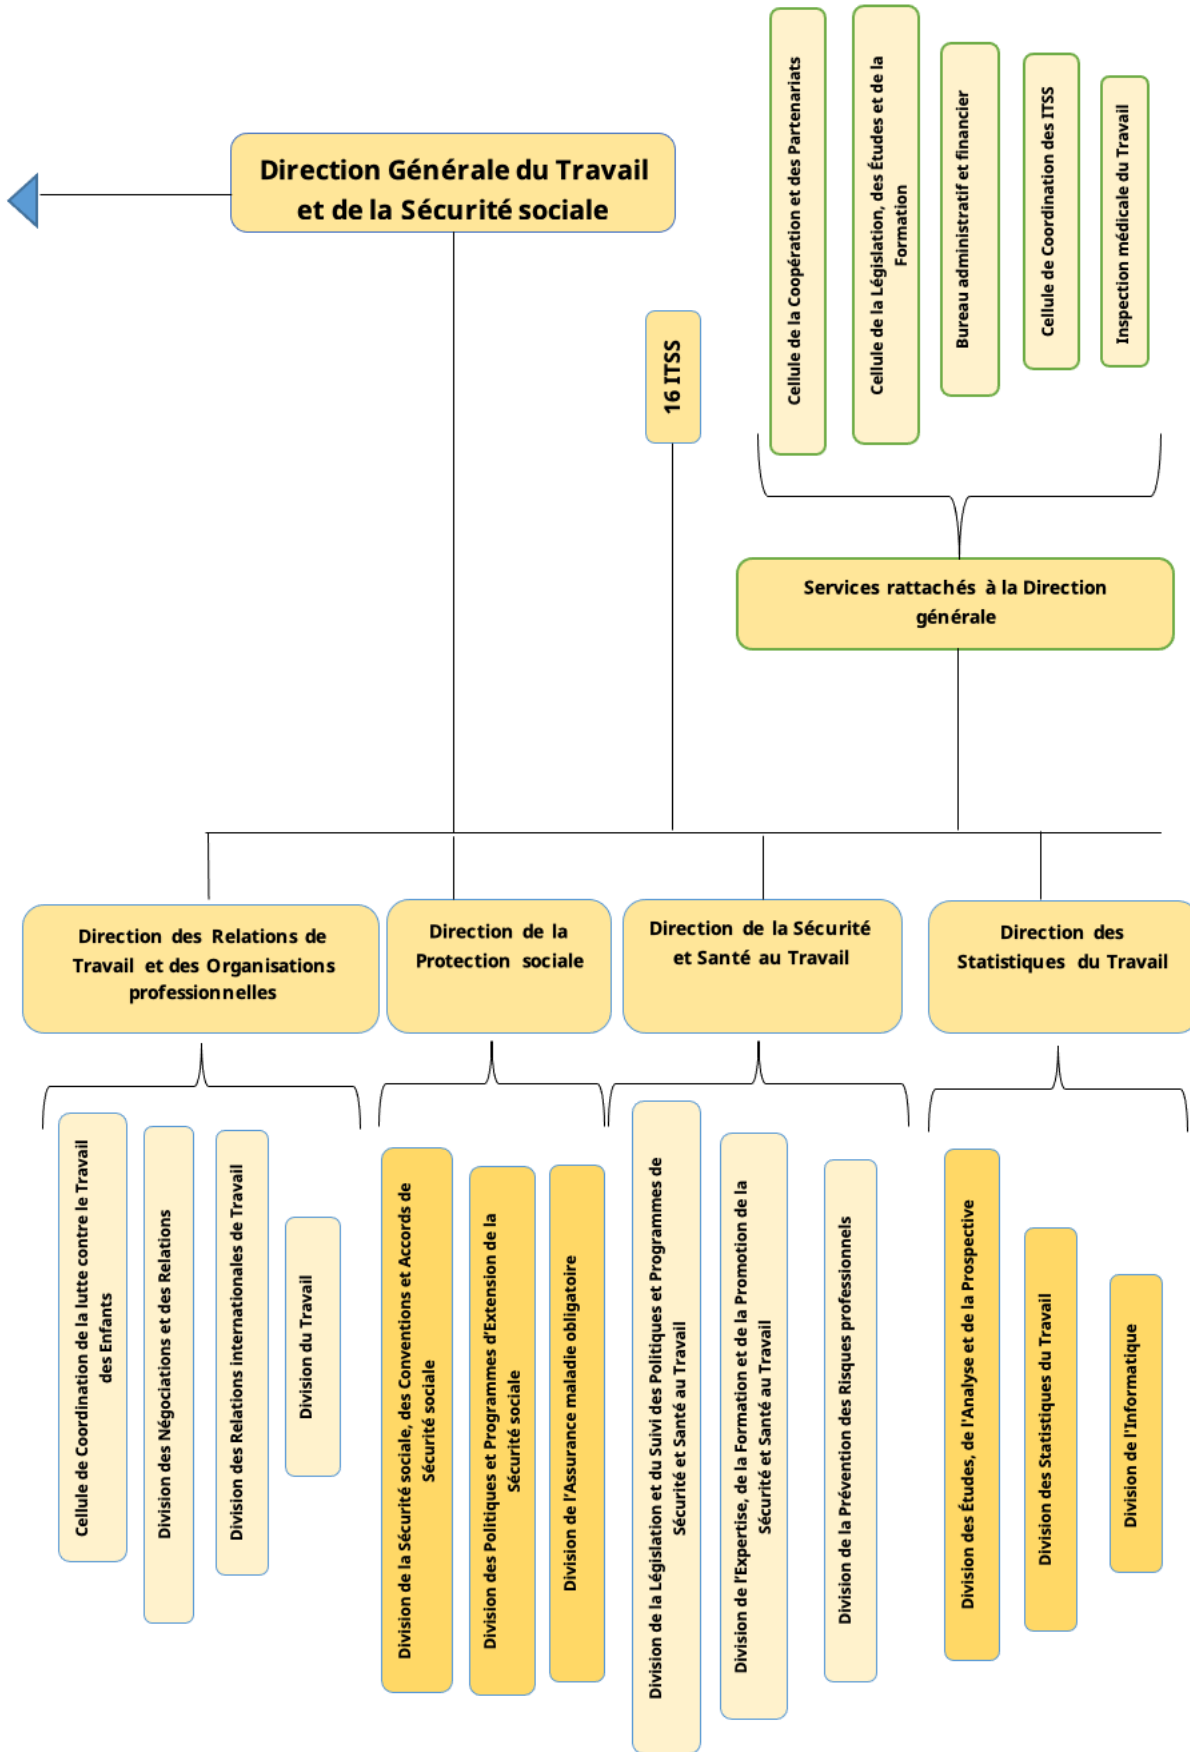 Direction Générale du Travail
et de la Sécurité sociale
Cellule de la Coopération et des Partenariats
Cellule de la Législation, des Études et de la
Formation
Bureau administratif et financier
Cellule de Coordination des ITSS
Inspection médicale du Travail
16 ITSS
Services rattachés à la Direction
générale
Direction des Relations de
Travail et des Organisations
professionnelles
Direction de la
Protection sociale
Direction de la Sécurité
et Santé au Travail
Direction des
Statistiques du Travail
Cellule de Coordination de la lutte contre le Travail
des Enfants
Division des Négociations et des Relations
Division des Relations internationales de Travail
Division du Travail
Division de la Sécurité sociale, des Conventions et Accords de
Sécurité sociale
Division des Politiques et Programmes d’Extension de la
Sécurité sociale
Division de l’Assurance maladie obligatoire
Division de la Législation et du Suivi des Politiques et Programmes de
Sécurité et Santé au Travail
Division de l’Expertise, de la Formation et de la Promotion de la
Sécurité et Santé au Travail
Division de la Prévention des Risques professionnels
Division des Études, de l'Analyse et de la Prospective
Division des Statistiques du Travail
Division de l'Informatique